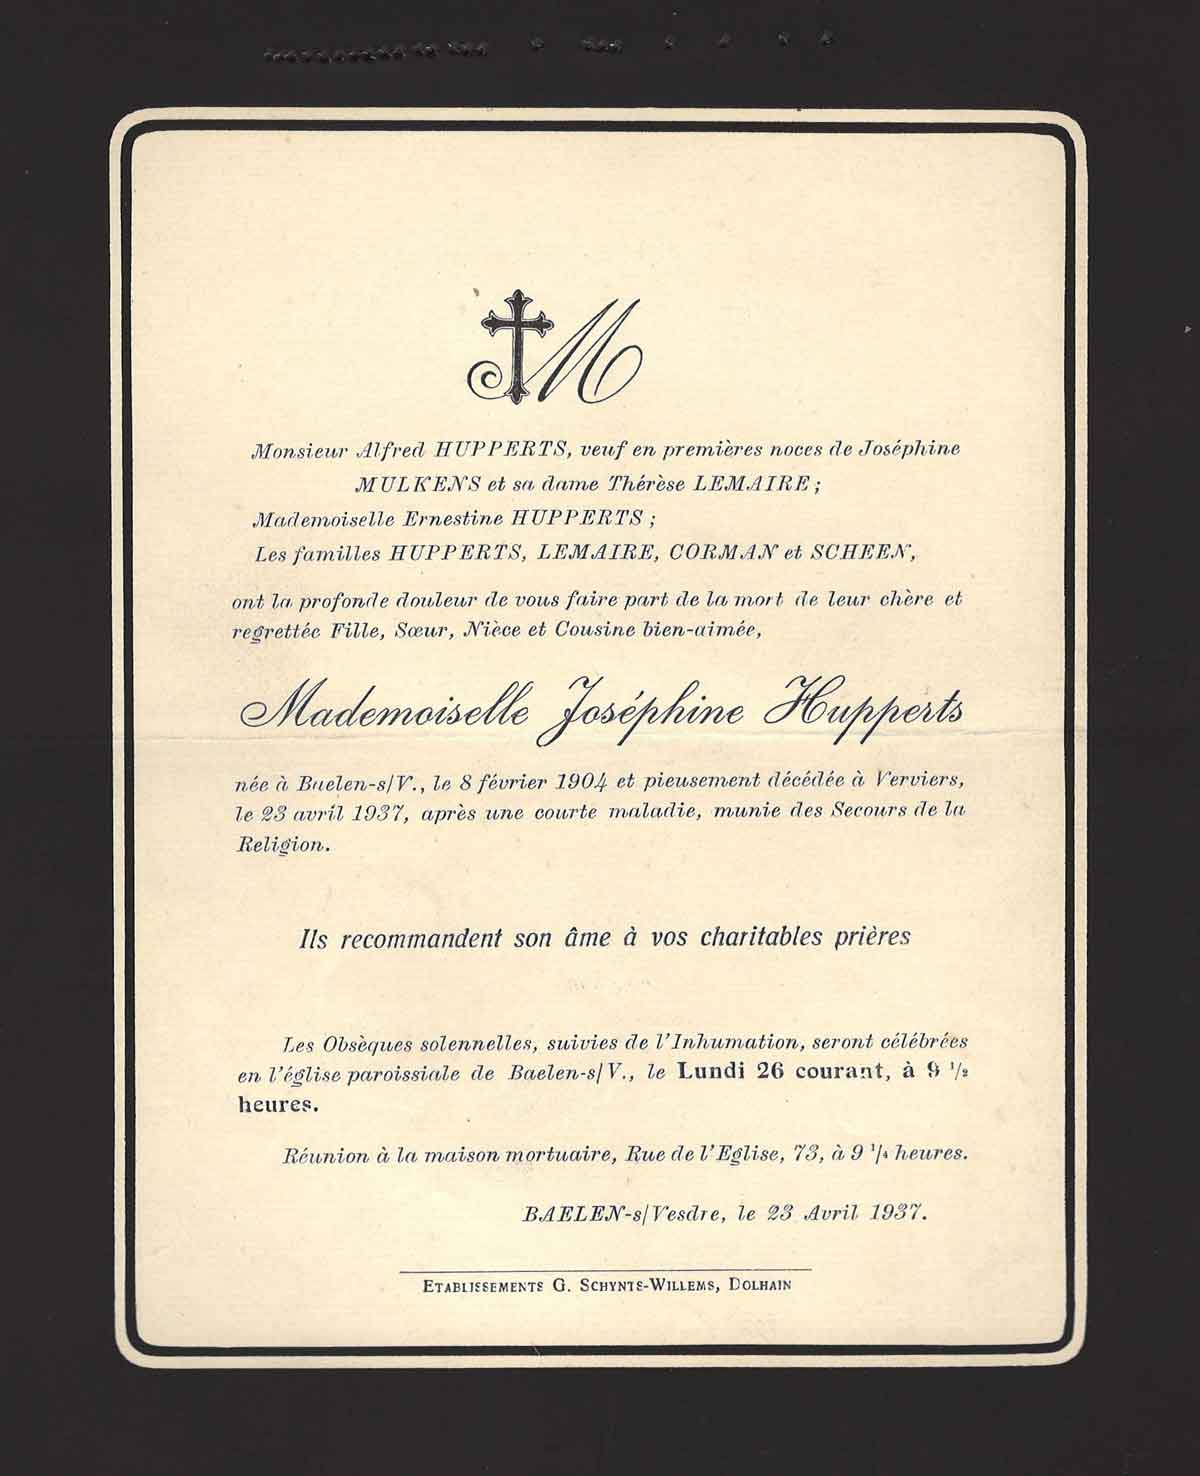 M
Monsieur Alfred HUPPERTS, veuf en premières noces de Joséphine
MULKENS et sa dame Thérèse LEMAIRE ;
Mademoiselle Ernestine HUPPERTS ;
Les familles HUPPERTS, LEMAIRE, CORMAN et SCHEEN,
ont la profonde douleur de vous faire part de la mort de leur chère et
regrettée Fille, Sœur, Nièce et Cousine bien-aimée,
Mademoiselle Joséphine Hupperts
née à Baelen-s/V., le 8 février 1904 et pieusement décédée à Verviers,
le 23 avril 1937, après une courte maladie, munie des Secours de la
Religion.
Ils recommandent son âme à vos charitables prières
Les Obsèques solennelles, suivies de l'Inhumation, seront célébrées
en l'église paroissiale de Baelen-s/V., le Lundi 26 courant, à 9 1/2
heures.
Réunion à la maison mortuaire, Rue de l'Eglise, 73, à 9 1/4 heures.
BAELEN-s/Vesdre, le 23 Avril 1937.
ETABLISSEMENTS G. SCHYNTS-WILLEMS, DOLHAIN